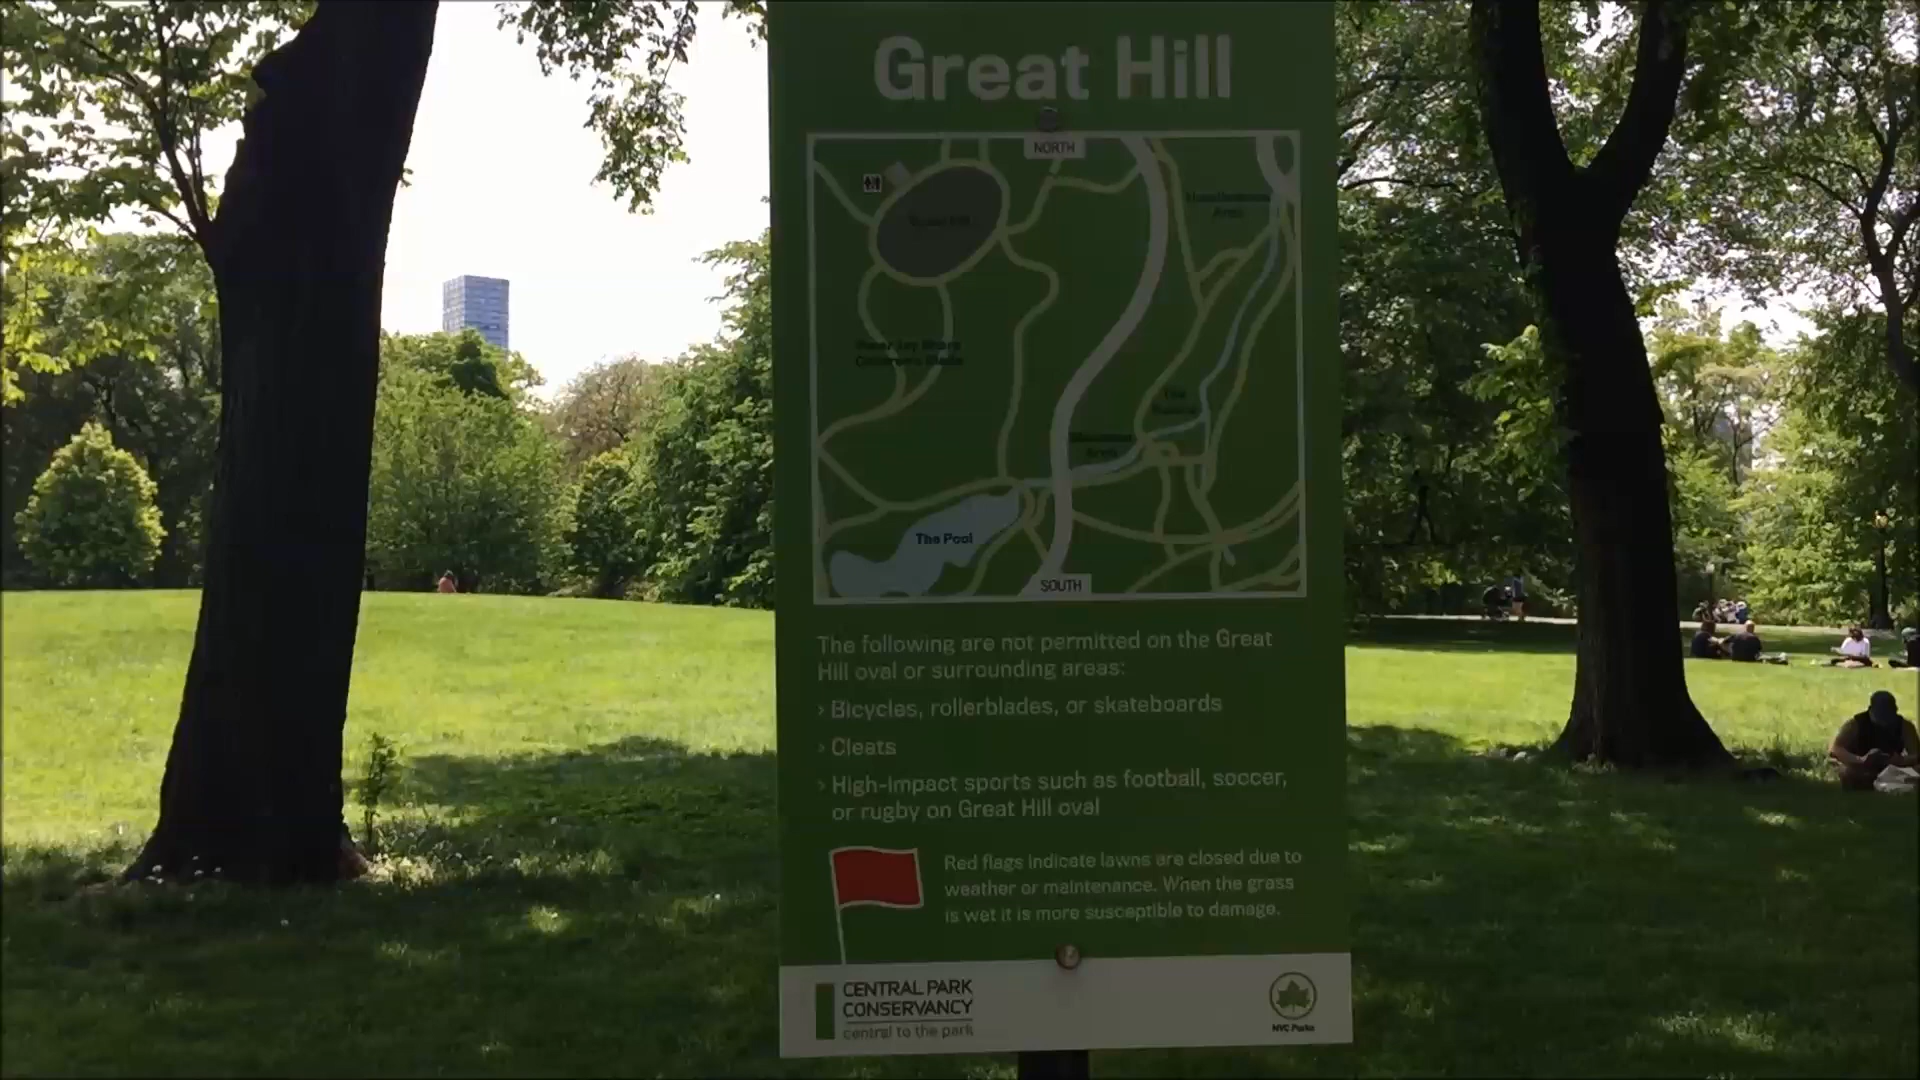 Great Hill
NORTH
Great Hill
The Pool
SOUTH
The following are not permitted on the Great
Hill oval or surrounding areas:
› Bicycles, rollerblades, or skateboards
› Cleats
› High-impact sports such as football, soccer,
or rugby on Great Hill oval
Red flags indicate lawns are closed due to
weather or maintenance. When the grass
is wet it is more susceptible to damage.
CENTRAL PARK
CONSERVANCY
central to the park
NYC Parks